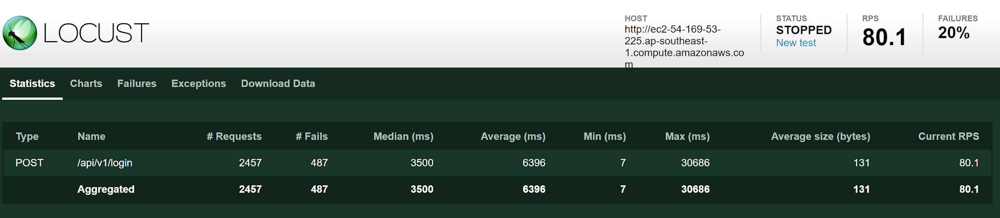 LOCUST
HOST
http://ec2-54-169-53-
225.ap-southeast-
1.compute.amazonaws.co
m
STATUS
STOPPED
New test
RPS
80.1
FAILURES
20%
Statistics Charts Failures Exceptions Download Data
Type Name # Requests # Fails Median (ms) Average (ms) Min (ms) Max (ms) Average size (bytes) Current RPS
POST /api/v1/login 2457 487 3500 6396 7 30686 131 80.1
Aggregated 2457 487 3500 6396 7 30686 131 80.1